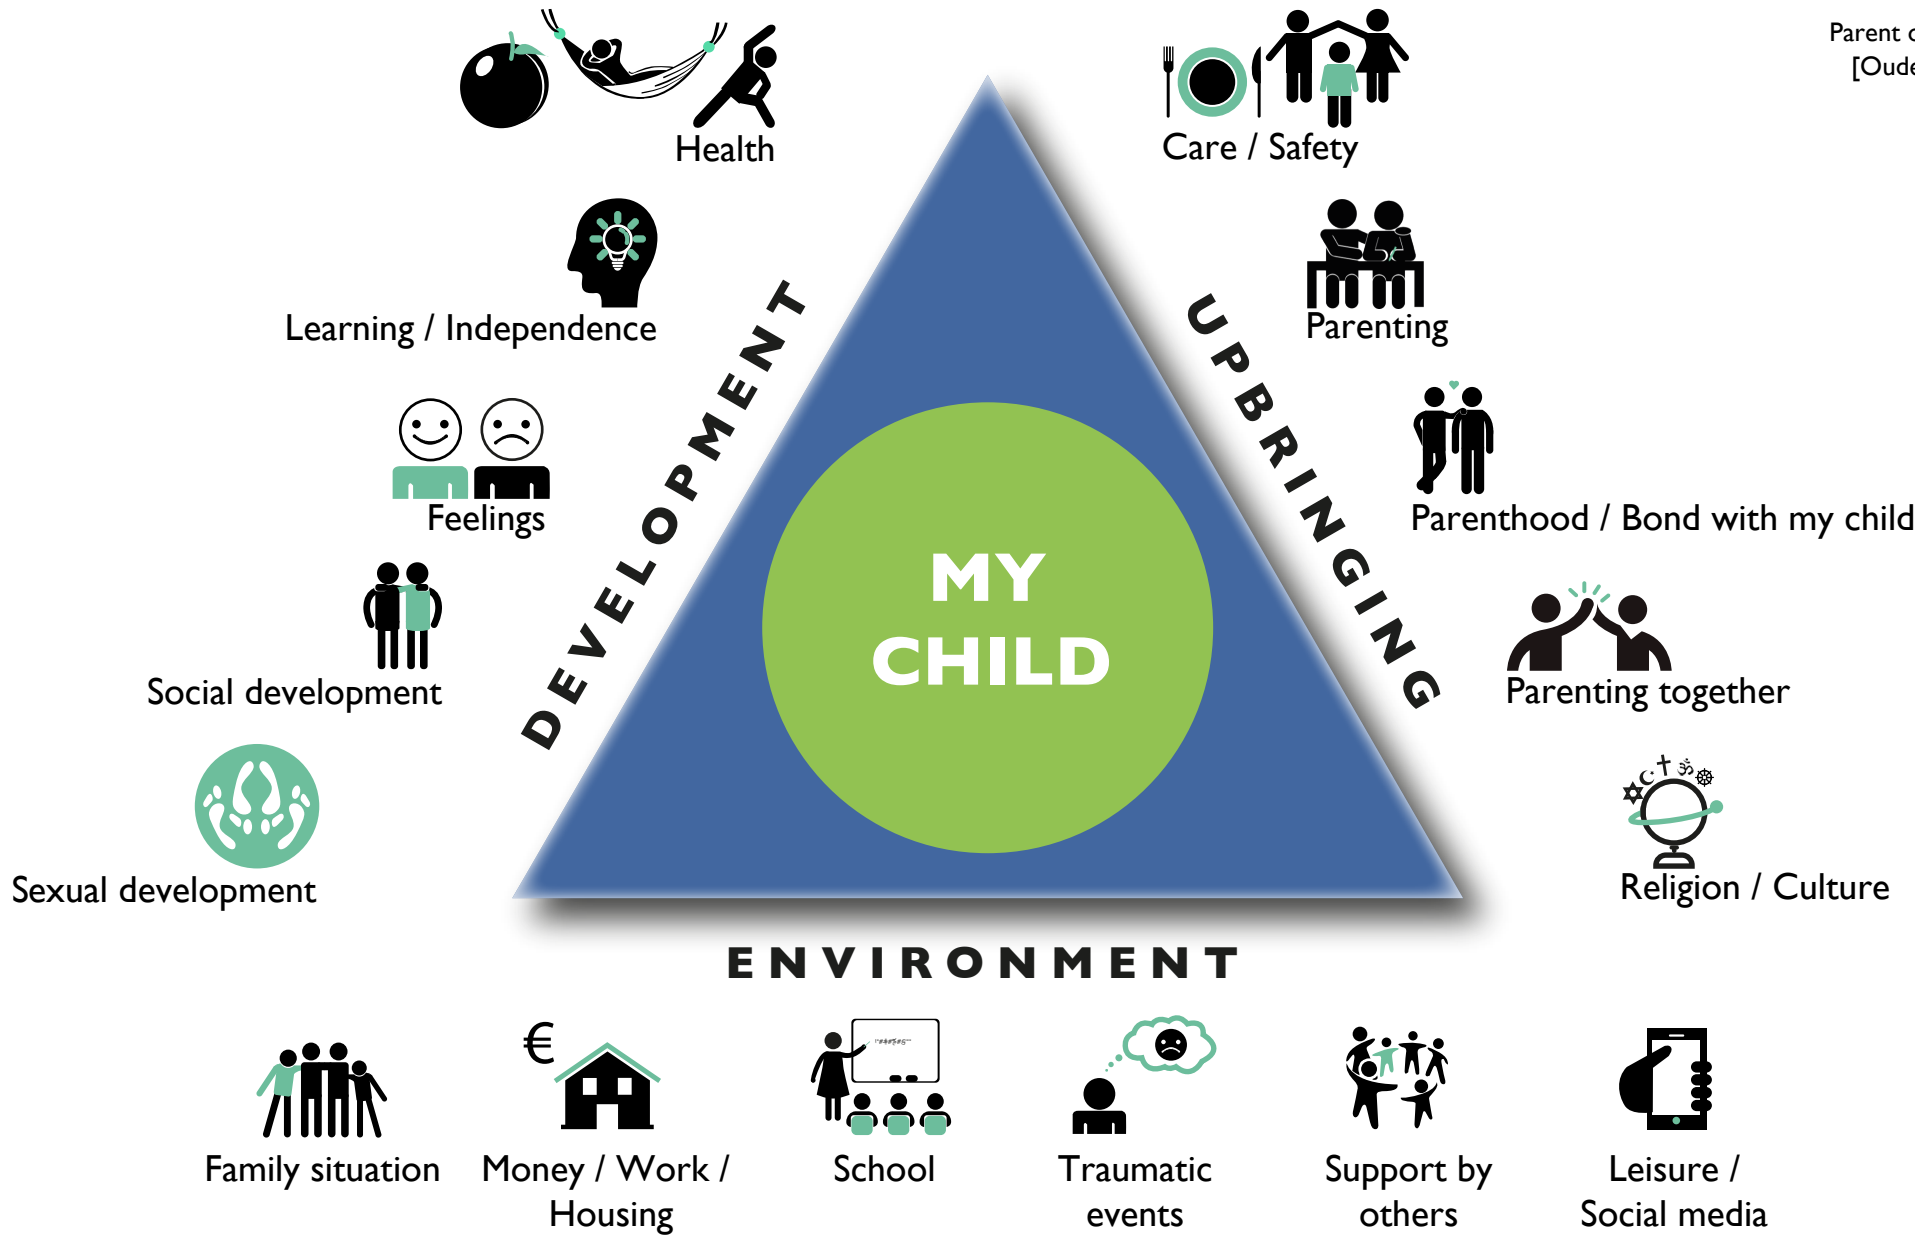 Parent
[Oude
Health
Care / Safety
Learning / Independence
Parenting
DEVELOPMENT
UPBRINGING
Feelings
Parenthood / Bond with my child
MY
CHILD
Social development
Parenting together
Sexual development
Religion / Culture
ENVIRONMENT
€
Family situation
Money / Work /
Housing
School
Traumatic
events
Support by
others
Leisure /
Social media